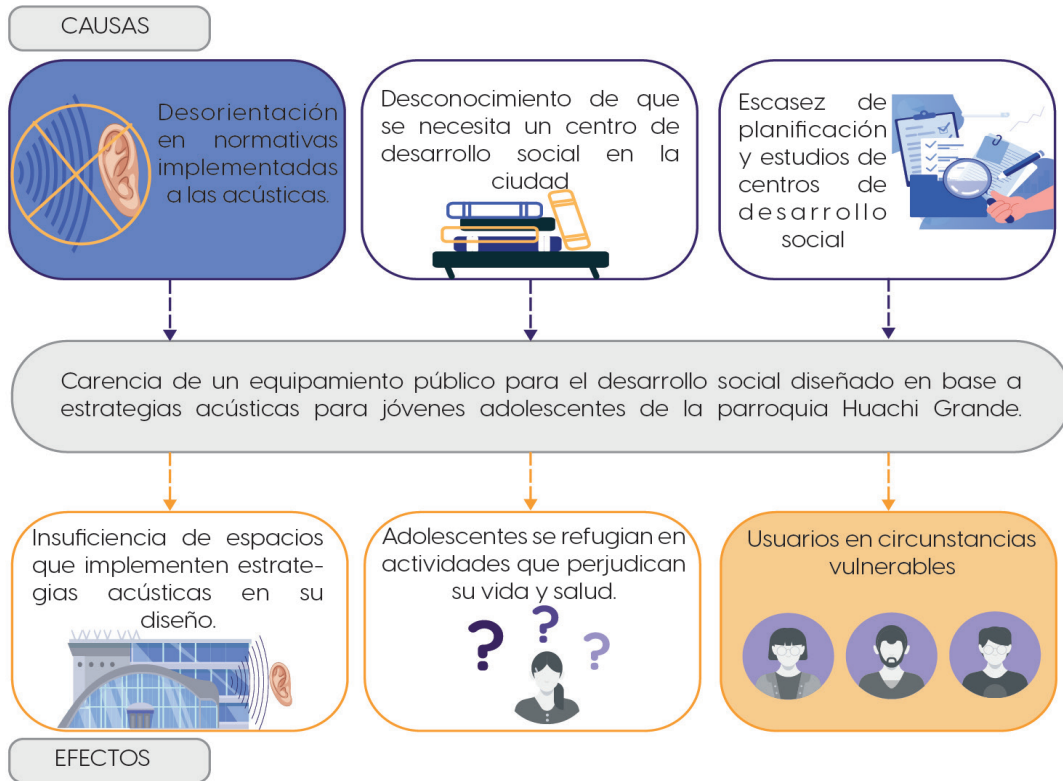 CAUSAS
Desorientación
en normativas
implementadas
a las acústicas.
Desconocimiento de que
se necesita un centro de
desarrollo social en la
ciudad
Escasez de
planificación
y estudios de
centros de
desarrollo
social
Carencia de un equipamiento público para el desarrollo social diseñado en base a
estrategias acústicas para jóvenes adolescentes de la parroquia Huachi Grande.
Insuficiencia de espacios
que implementen estrate-
gias acústicas en su
diseño.
Adolescentes se refugian en
actividades que perjudican
su vida y salud.
? ? ?
Usuarios en circunstancias
vulnerables
EFECTOS